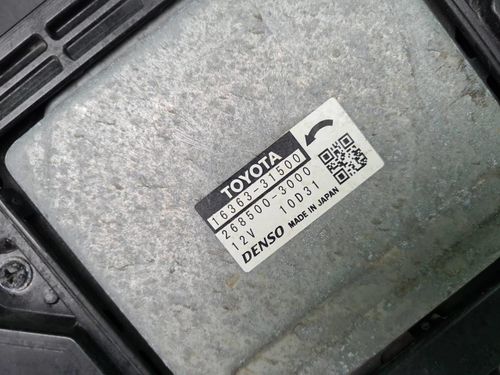 TOYOTA
16363-31500
268500-3000
12V 10D31
DENSO MADE IN JAPAN